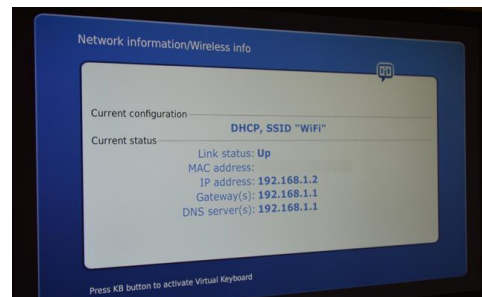 Network information/Wireless info
Current configuration
DHCP, SSID "WiFi"
Current status
Link status: Up
MAC address:
IP address: 192.168.1.2
Gateway(s): 192.168.1.1
DNS server(s): 192.168.1.1
Press KB button to activate Virtual Keyboard